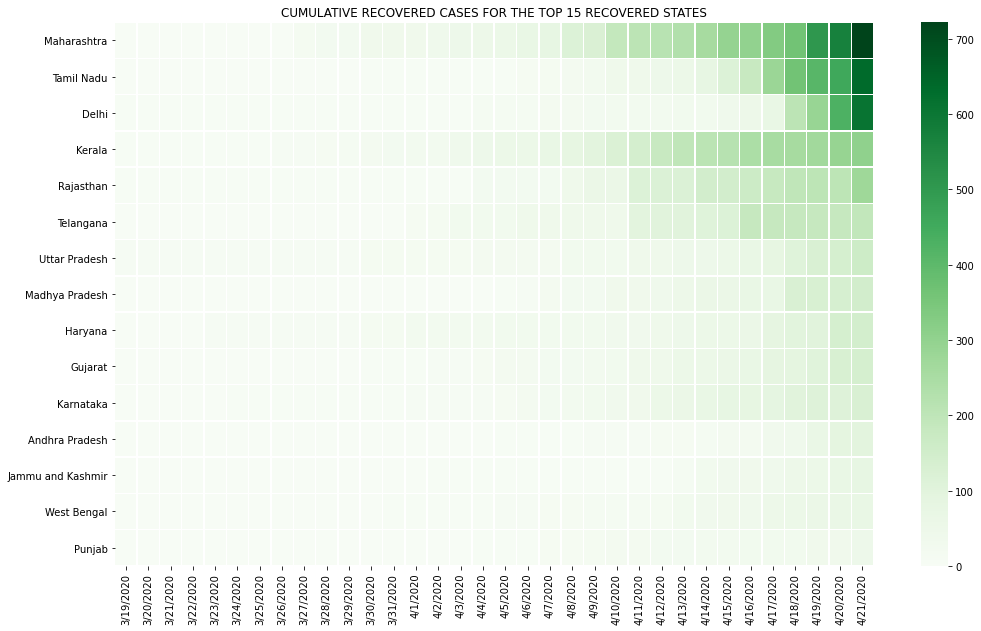 CUMULATIVE RECOVERED CASES FOR THE TOP 15 RECOVERED STATES
Maharashtra
Tamil Nadu
Delhi
Kerala
Rajasthan
Telangana
Uttar Pradesh
Madhya Pradesh
Haryana
Gujarat
Karnataka
Andhra Pradesh
Jammu and Kashmir
West Bengal
Punjab
3/19/2020
3/20/2020
3/21/2020
3/22/2020
3/23/2020
3/24/2020
3/25/2020
3/26/2020
3/27/2020
3/28/2020
3/29/2020
3/30/2020
3/31/2020
4/1/2020
4/2/2020
4/3/2020
4/4/2020
4/5/2020
4/6/2020
4/7/2020
4/8/2020
4/9/2020
4/10/2020
4/11/2020
4/12/2020
4/13/2020
4/14/2020
4/15/2020
4/16/2020
4/17/2020
4/18/2020
4/19/2020
4/20/2020
4/21/2020
700
600
500
400
300
200
100
0